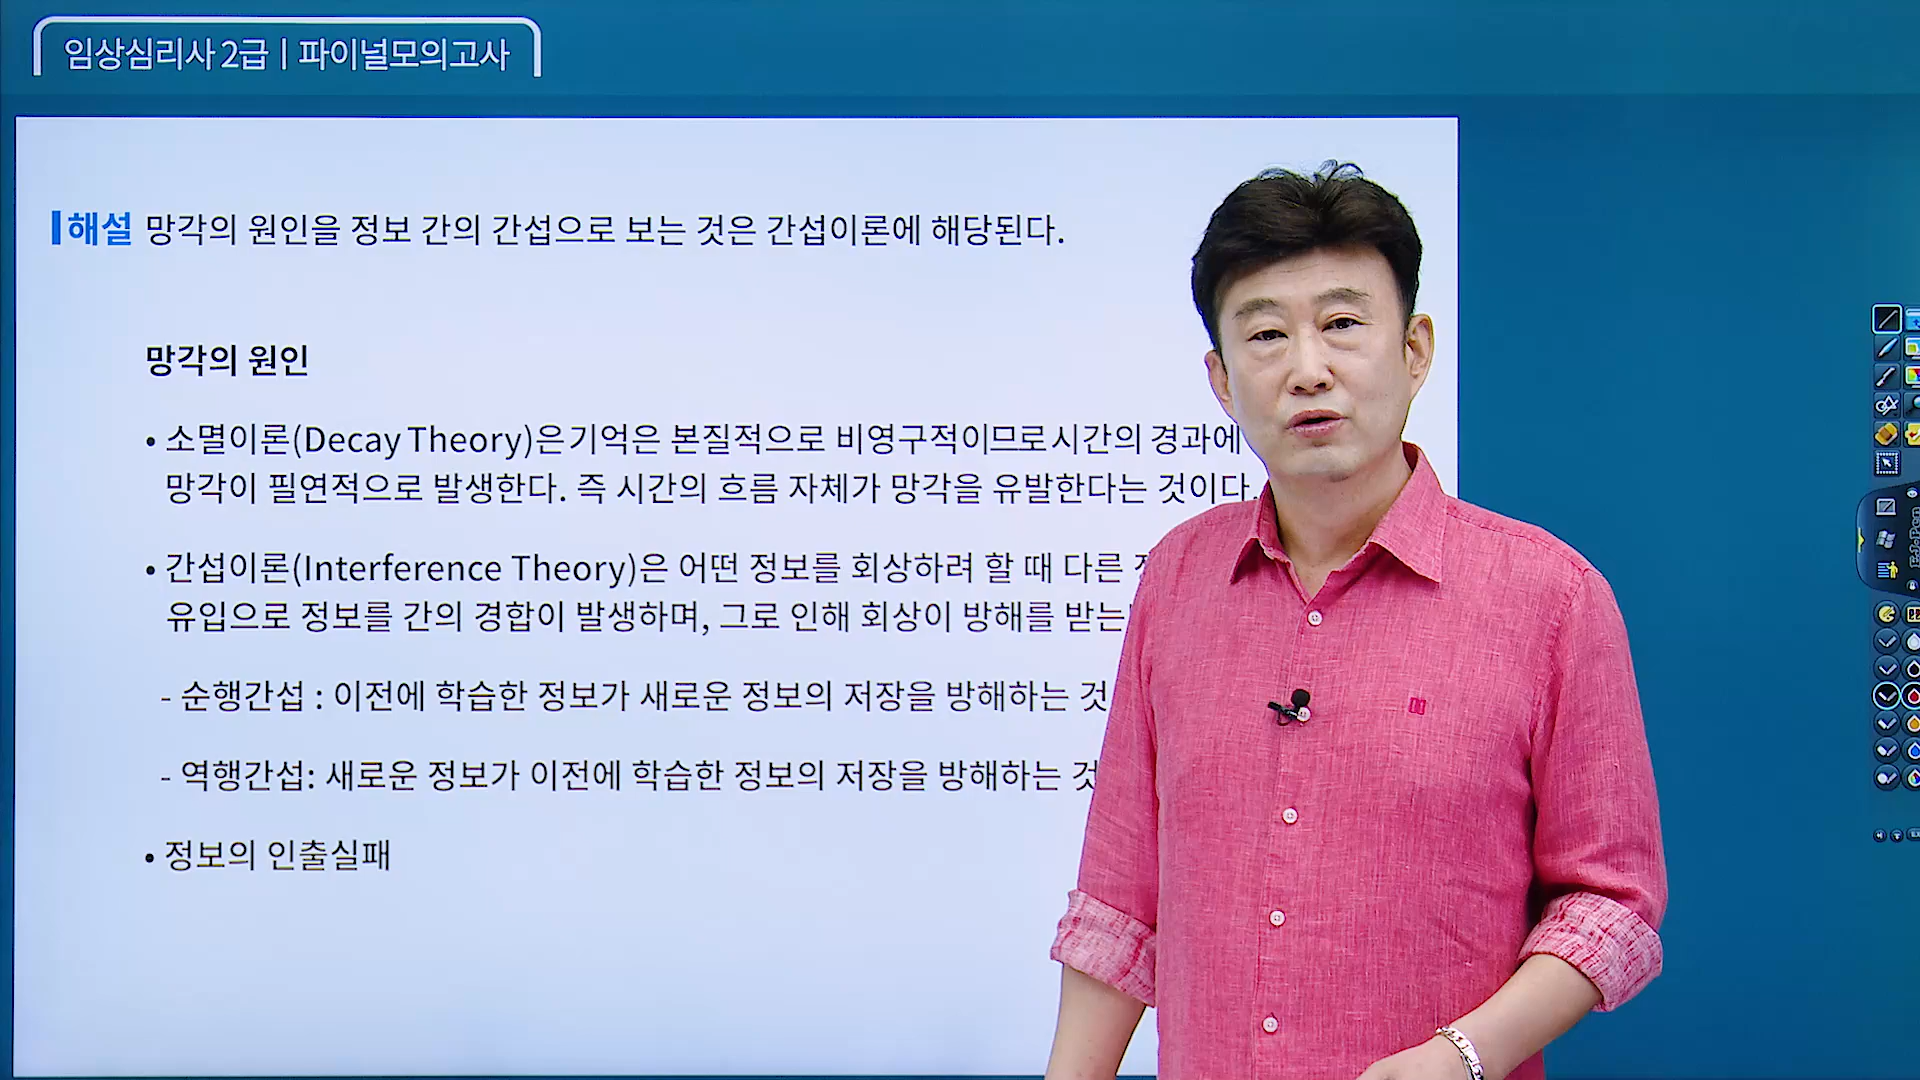 임상심리사 2급 | 파이널모의고사
해설 망각의 원인을 정보 간의 간섭으로 보는 것은 간섭이론에 해당된다.
망각의 원인
• 소멸이론(Decay Theory)은기억은 본질적으로 비영구적이므로시간의 경과에
망각이 필연적으로 발생한다. 즉 시간의 흐름 자체가 망각을 유발한다는 것이다.
• 간섭이론(Interference Theory)은 어떤 정보를 회상하려 할 때 다른
유입으로 정보를 간의 경합이 발생하며, 그로 인해 회상이 방해를 받는
- 순행간섭 : 이전에 학습한 정보가 새로운 정보의 저장을 방해하는 것
- 역행간섭: 새로운 정보가 이전에 학습한 정보의 저장을 방해하는 것
• 정보의 인출실패